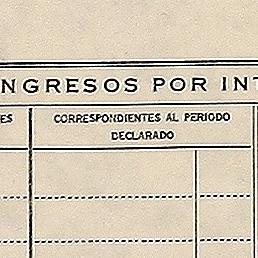 NGRESOS POR INT
ES
CORRESPONDIENTES AL PERIODO
DECLARADO